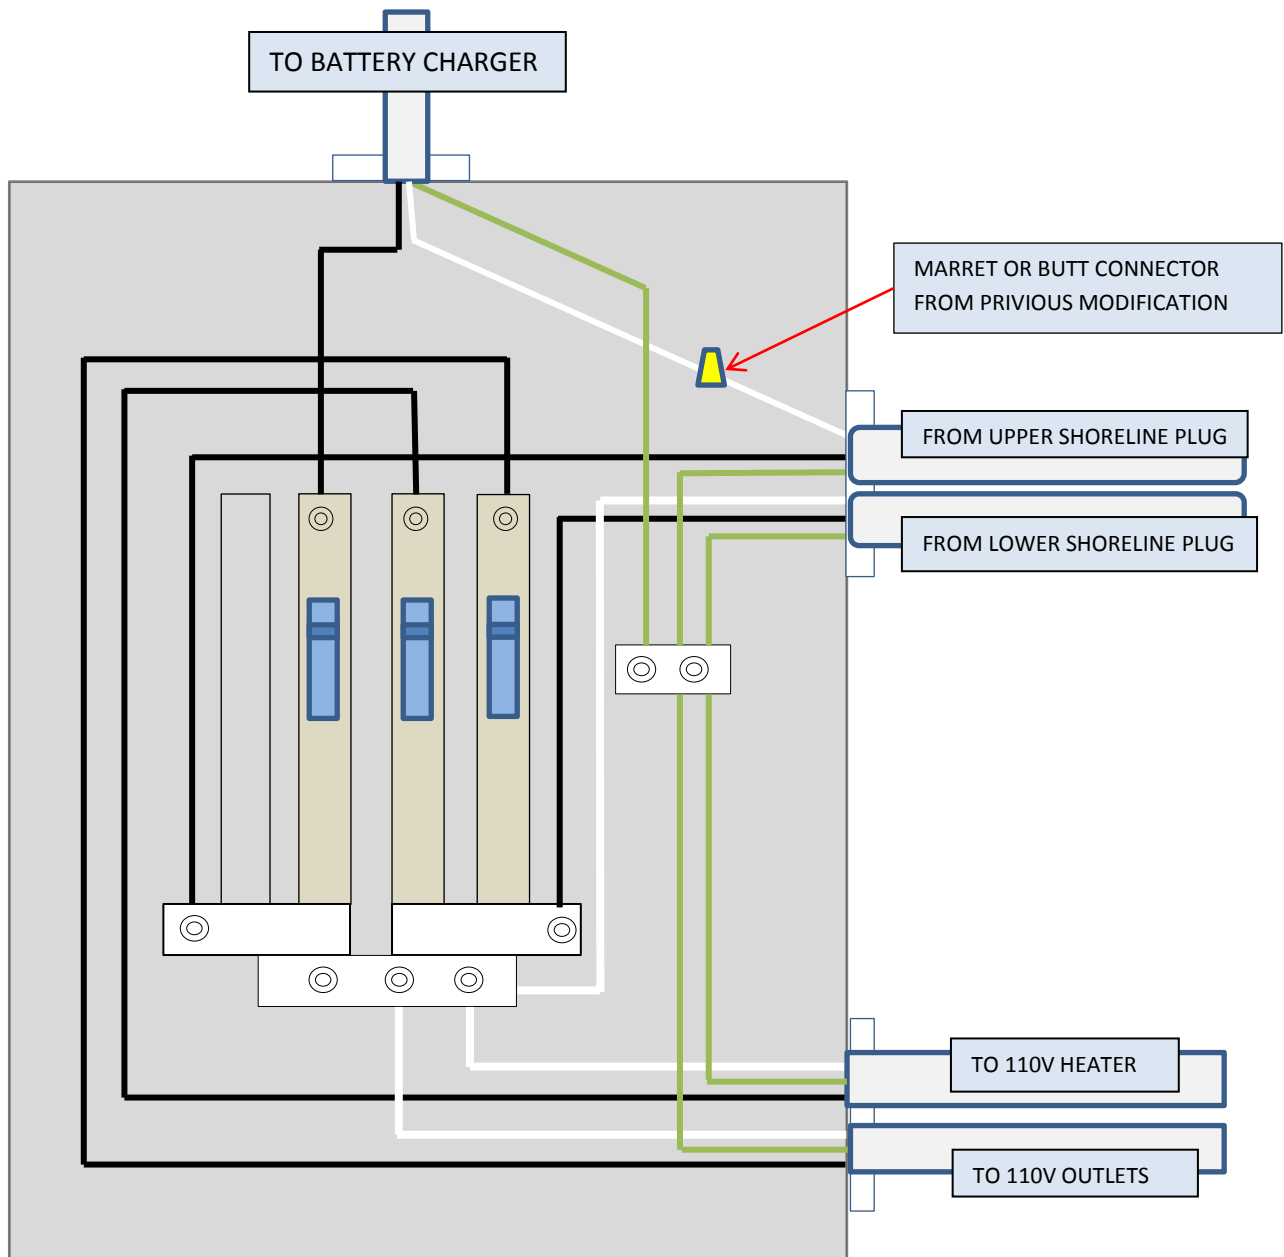 TO BATTERY CHARGER
MARRET OR BUTT CONNECTOR
FROM PRIVIOUS MODIFICATION
FROM UPPER SHORELINE PLUG
FROM LOWER SHORELINE PLUG
TO 110V HEATER
TO 110V OUTLETS